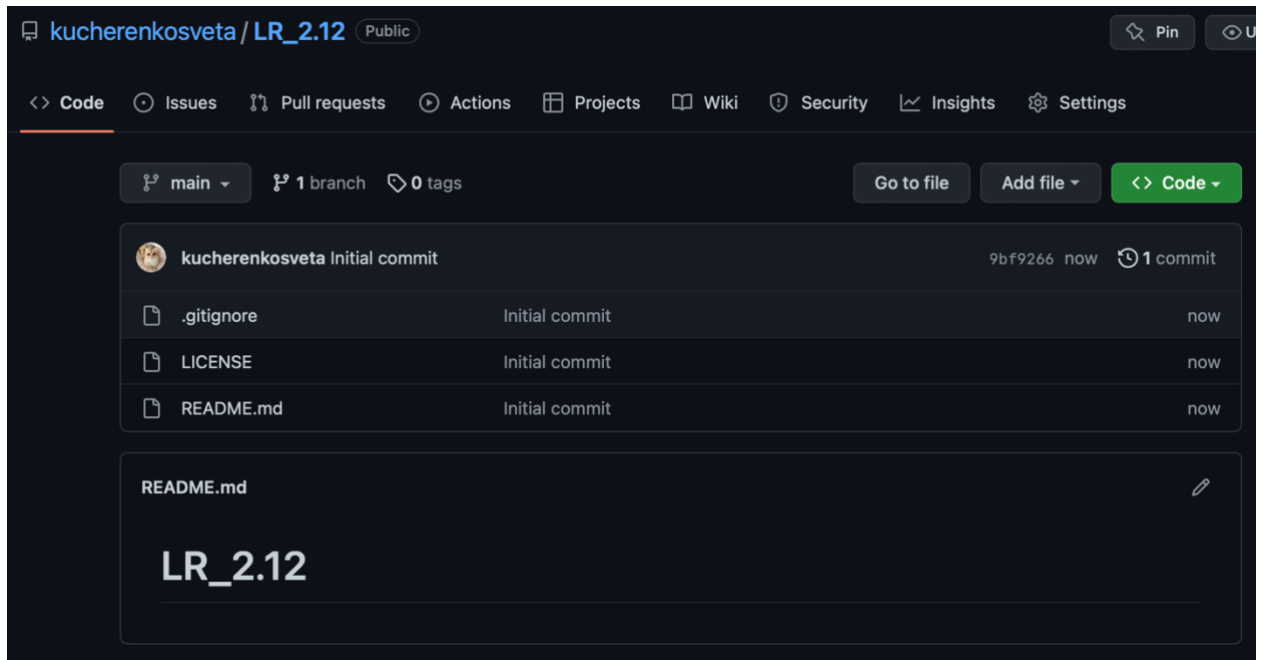 kucherenkosveta / LR_2.12 Public Pin U
Code Issues Pull requests Actions Projects Wiki Security Insights Settings
main 1 branch 0 tags Go to file Add file Code
kucherenkosveta Initial commit 9bf9266 now 1 commit
.gitignore Initial commit now
LICENSE Initial commit now
README.md Initial commit now
README.md
LR_2.12